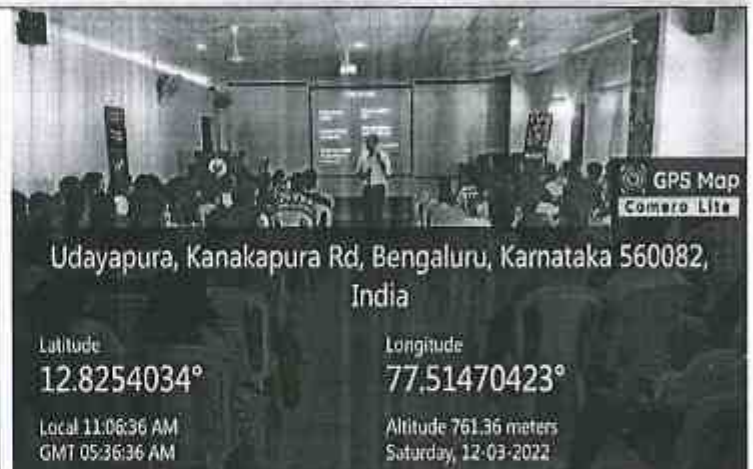 GPS Map
Camera Lite
Udayapura, Kanakapura Rd, Bengaluru, Karnataka 560082,
India
Latitude
12.8254034°
Longitude
77.51470423°
Local 11:06:36 AM
GMT 05:36:36 AM
Altitude 761.36 meters
Saturday, 12-03-2022